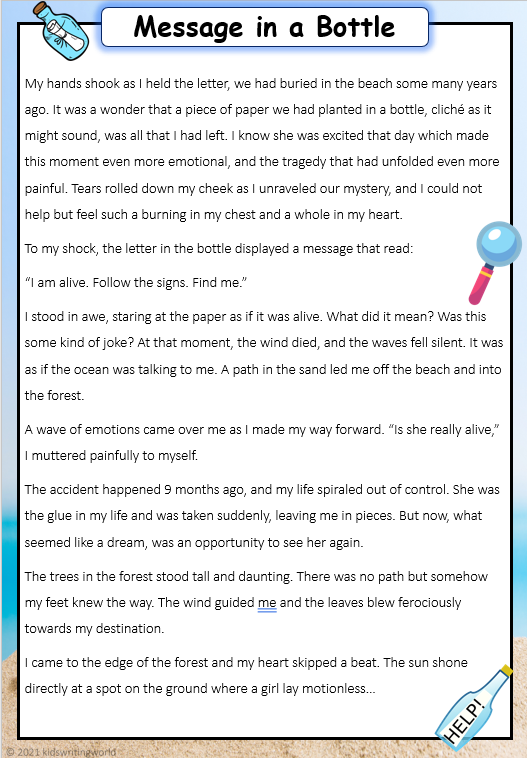 Message in a Bottle
My hands shook as I held the letter, we had buried in the beach some many years
ago. It was a wonder that a piece of paper we had planted in a bottle, cliché as it
might sound, was all that I had left. I know she was excited that day which made
this moment even more emotional, and the tragedy that had unfolded even more
painful. Tears rolled down my cheek as I unraveled our mystery, and I could not
help but feel such a burning in my chest and a whole in my heart.
To my shock, the letter in the bottle displayed a message that read:
“I am alive. Follow the signs. Find me.”
I stood in awe, staring at the paper as if it was alive. What did it mean? Was this
some kind of joke? At that moment, the wind died, and the waves fell silent. It was
as if the ocean was talking to me. A path in the sand led me off the beach and into
the forest.
A wave of emotions came over me as I made my way forward. “Is she really alive,”
I muttered painfully to myself.
The accident happened 9 months ago, and my life spiraled out of control. She was
the glue in my life and was taken suddenly, leaving me in pieces. But now, what
seemed like a dream, was an opportunity to see her again.
The trees in the forest stood tall and daunting. There was no path but somehow
my feet knew the way. The wind guided me and the leaves blew ferociously
towards my destination.
I came to the edge of the forest and my heart skipped a beat. The sun shone
directly at a spot on the ground where a girl lay motionless...
HELP!
© 2021 kidswritingworld